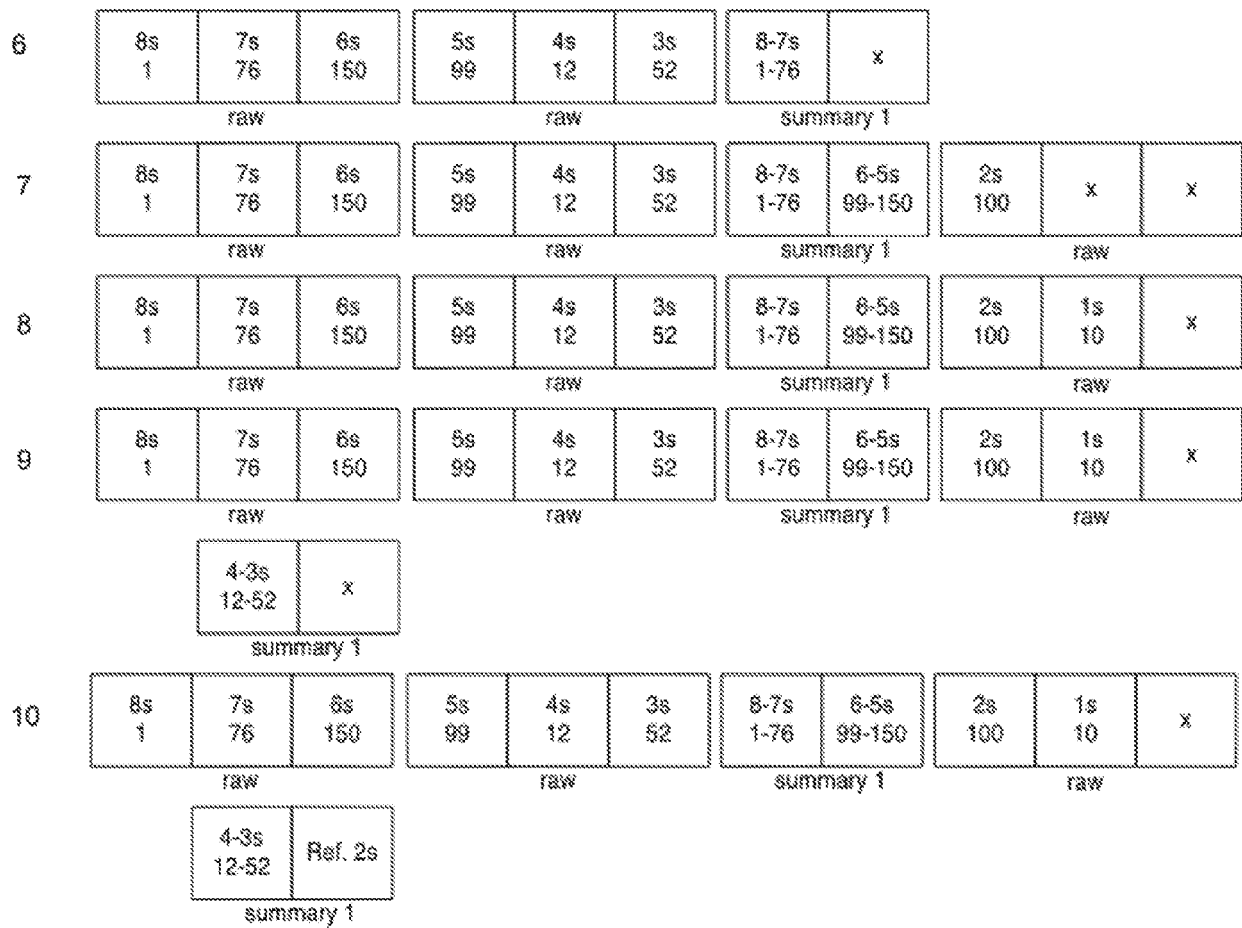 6
8s 7s 6s 5s 4s 3s 8-7s x
1 76 150 99 12 52 1-76
raw raw summary 1
7
8s 7s 6s 5s 4s 3s 8-7s 6-5s 2s x x
1 76 150 99 12 52 1-76 99-150 100
raw raw summary 1 raw
8
8s 7s 6s 5s 4s 3s 8-7s 6-5s 2s 1s x
1 76 150 99 12 52 1-76 99-150 100 10
raw raw summary 1 raw
9
8s 7s 6s 5s 4s 3s 8-7s 6-5s 2s 1s x
1 76 150 99 12 52 1-76 99-150 100 10
raw raw summary 1 raw
4-3s x
12-52
summary 1
10
8s 7s 6s 5s 4s 3s 8-7s 6-5s 2s 1s x
1 76 150 99 12 52 1-76 99-150 100 10
raw raw summary 1 raw
4-3s Ref. 2s
12-52
summary 1